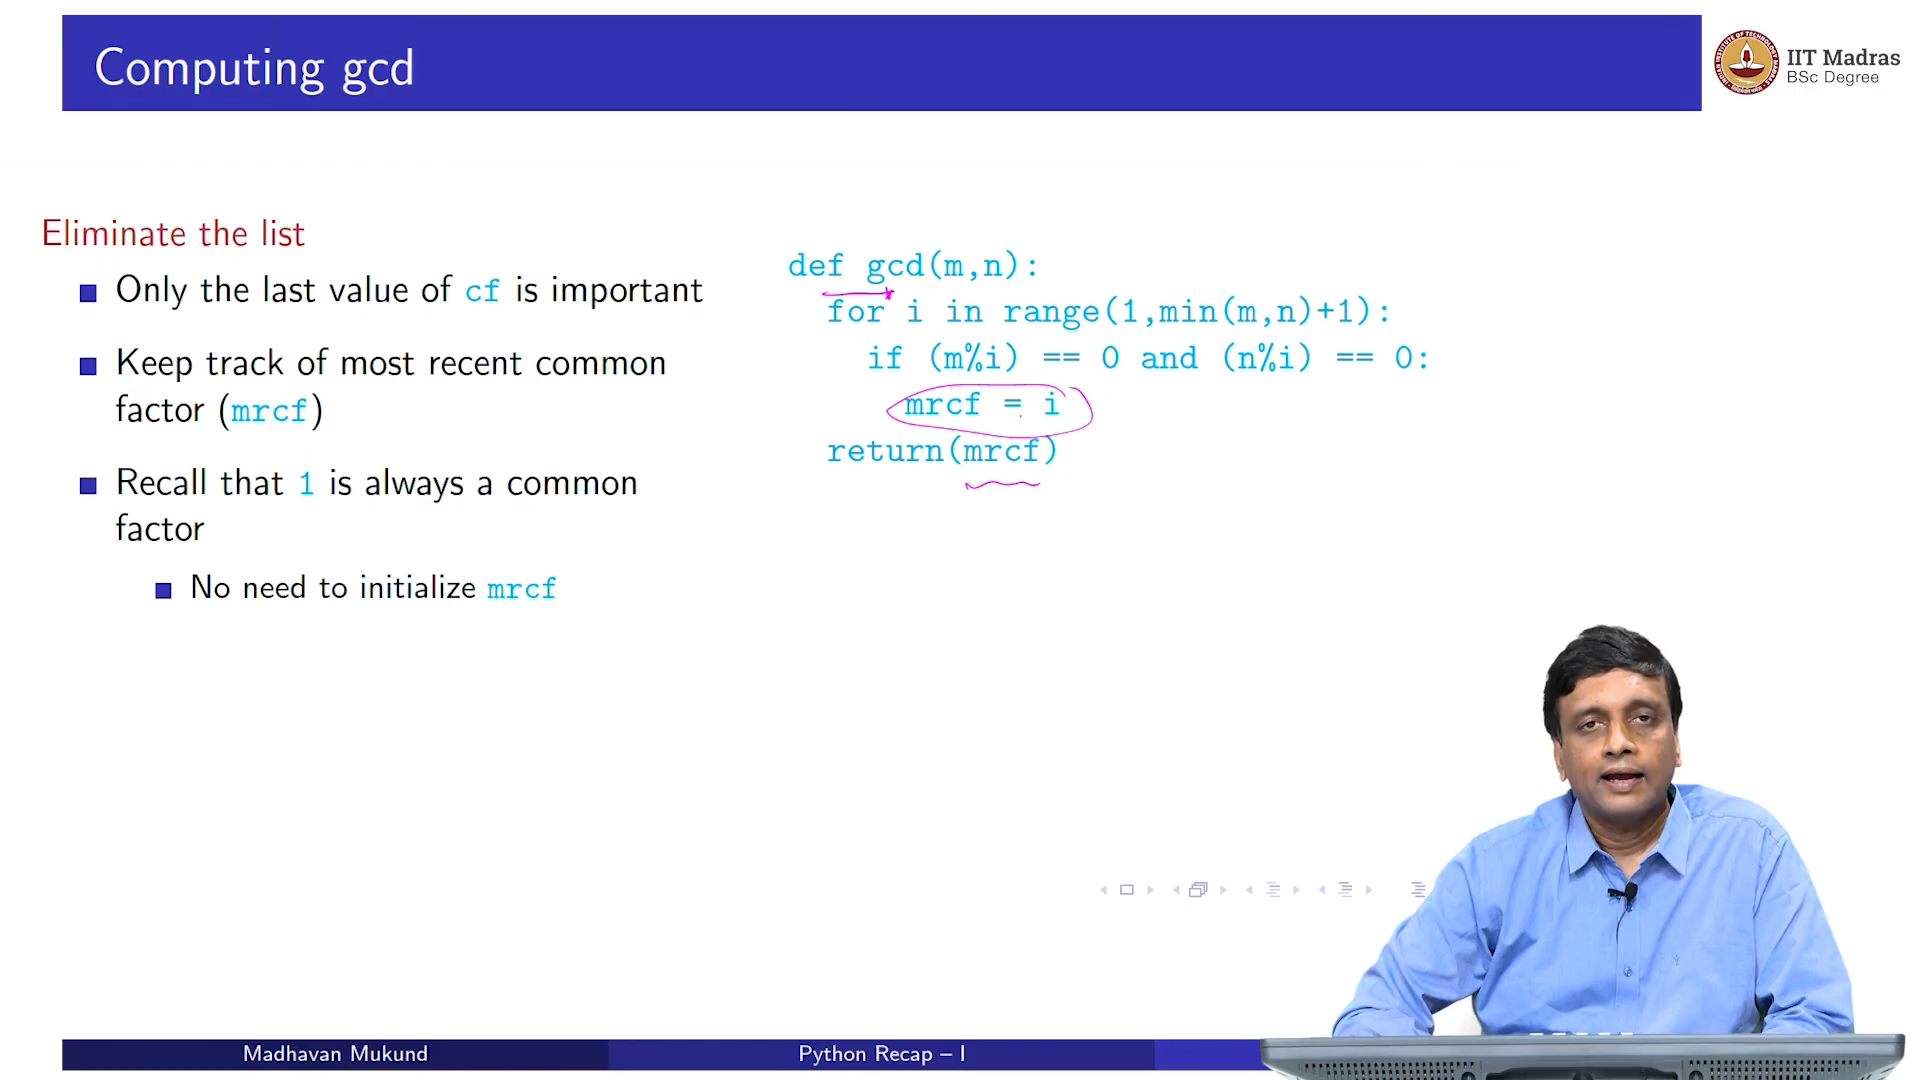 Computing gcd
IIT Madras
BSc Degree
Eliminate the list
Only the last value of cf is important
Keep track of most recent common
factor (mrcf)
Recall that 1 is always a common
factor
No need to initialize mrcf
def gcd(m,n):
for i in range(1,min(m,n)+1):
if (m%i) == 0 and (n%i) == 0:
mrcf = i
return(mrcf)
Madhavan Mukund
Python Recap – I